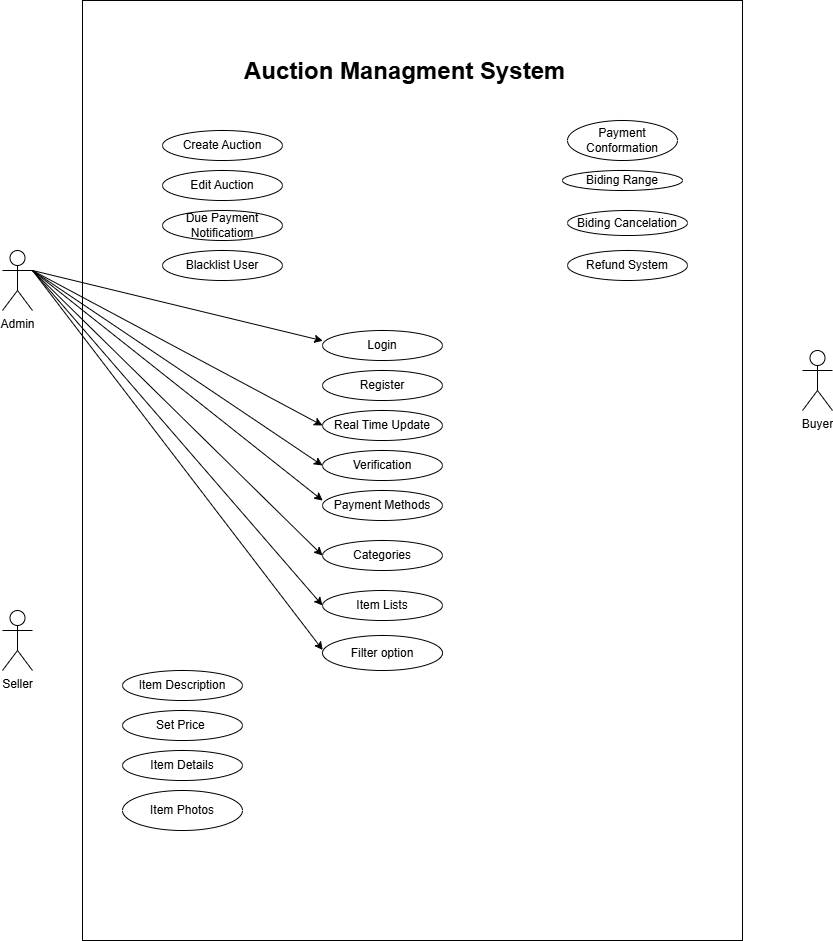 Auction Managment System
Create Auction
Edit Auction
Due Payment
Notificatiom
Blacklist User
Payment
Conformation
Biding Range
Biding Cancelation
Refund System
Admin
Login
Register
Real Time Update
Verification
Payment Methods
Categories
Item Lists
Filter option
Buyer
Seller
Item Description
Set Price
Item Details
Item Photos